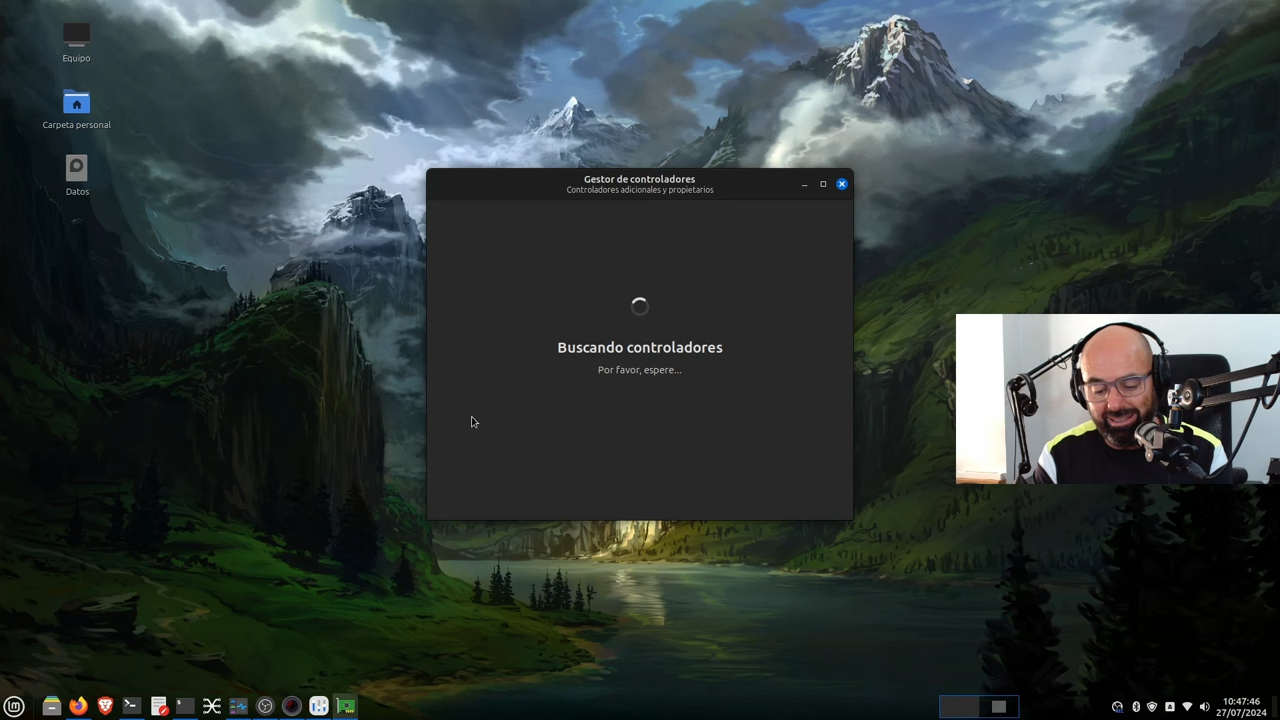 Equipo
Carpeta personal
Datos
Gestor de controladores
Controladores adicionales y propietarios
Buscando controladores
Por favor, espere...
10:47:46
27/07/2024